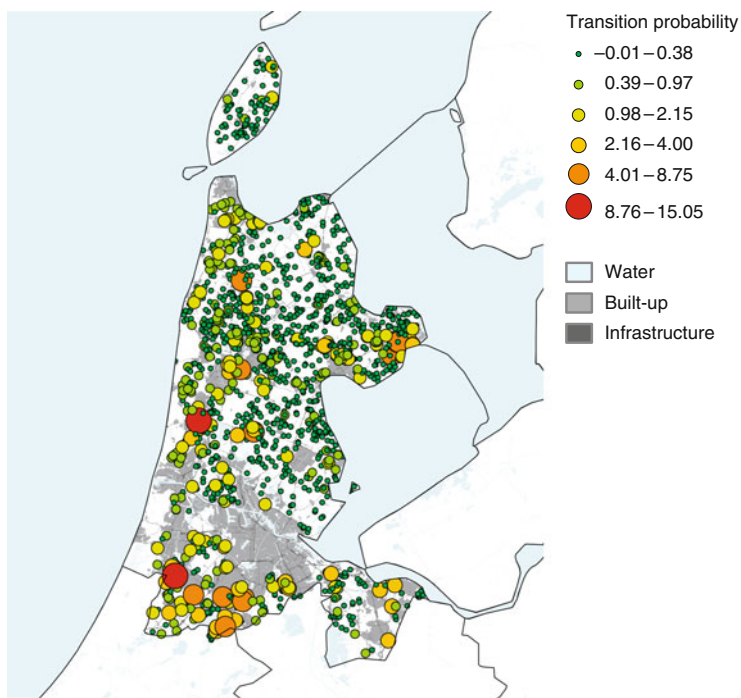 Transition probability
–0.01–0.38
0.39–0.97
0.98–2.15
2.16–4.00
4.01–8.75
8.76–15.05
Water
Built-up
Infrastructure